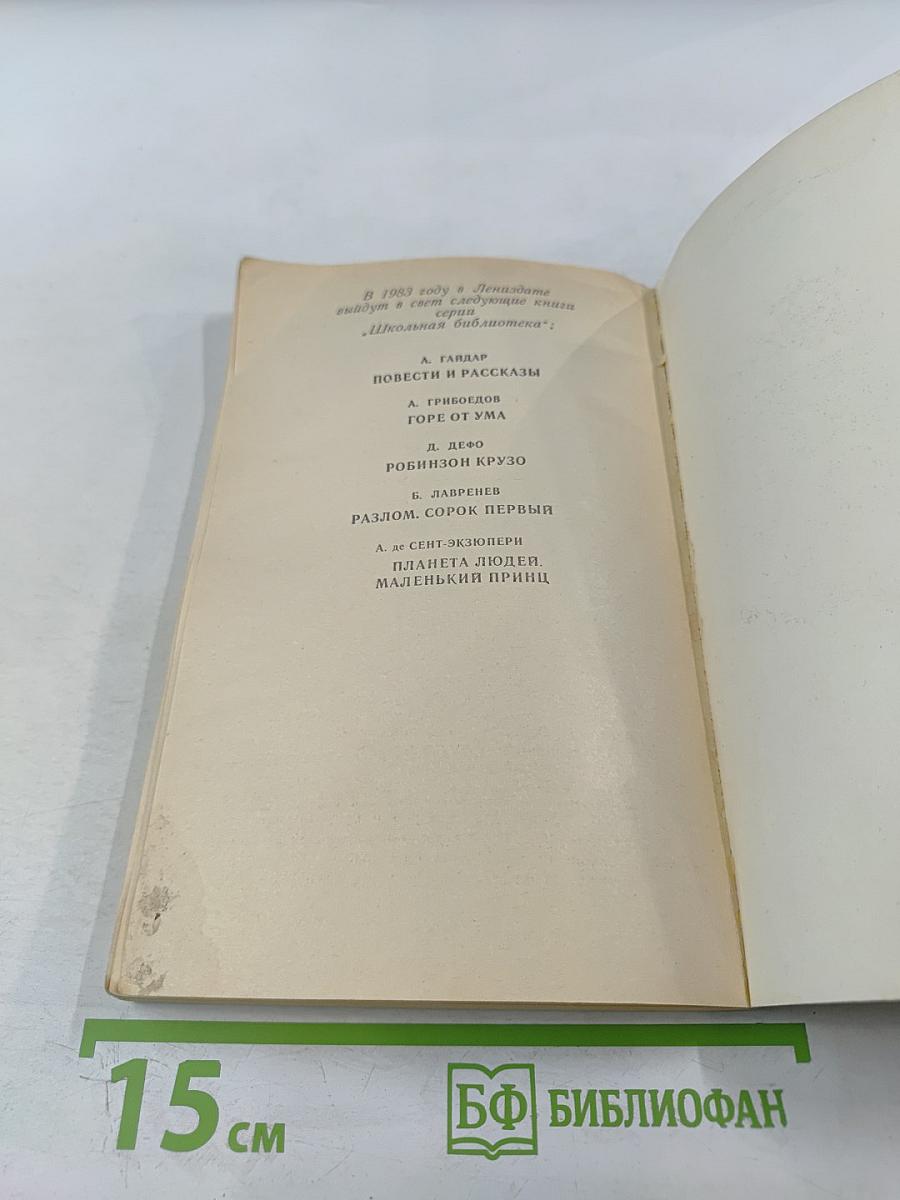 В 1983 году в Лениздате
выйдут в свет следующие книги
серии
„Школьная библиотека“:
А. ГАЙДАР
ПОВЕСТИ И РАССКАЗЫ
А. ГРИБОЕДОВ
ГОРЕ ОТ УМА
Д. ДЕФО
РОБИНЗОН КРУЗО
Б. ЛАВРЕНЕВ
РАЗЛОМ. СОРОК ПЕРВЫЙ
А. де СЕНТ-ЭКЗЮПЕРИ
ПЛАНЕТА ЛЮДЕЙ.
МАЛЕНЬКИЙ ПРИНЦ
15 см
БФ БИБЛИОФАН